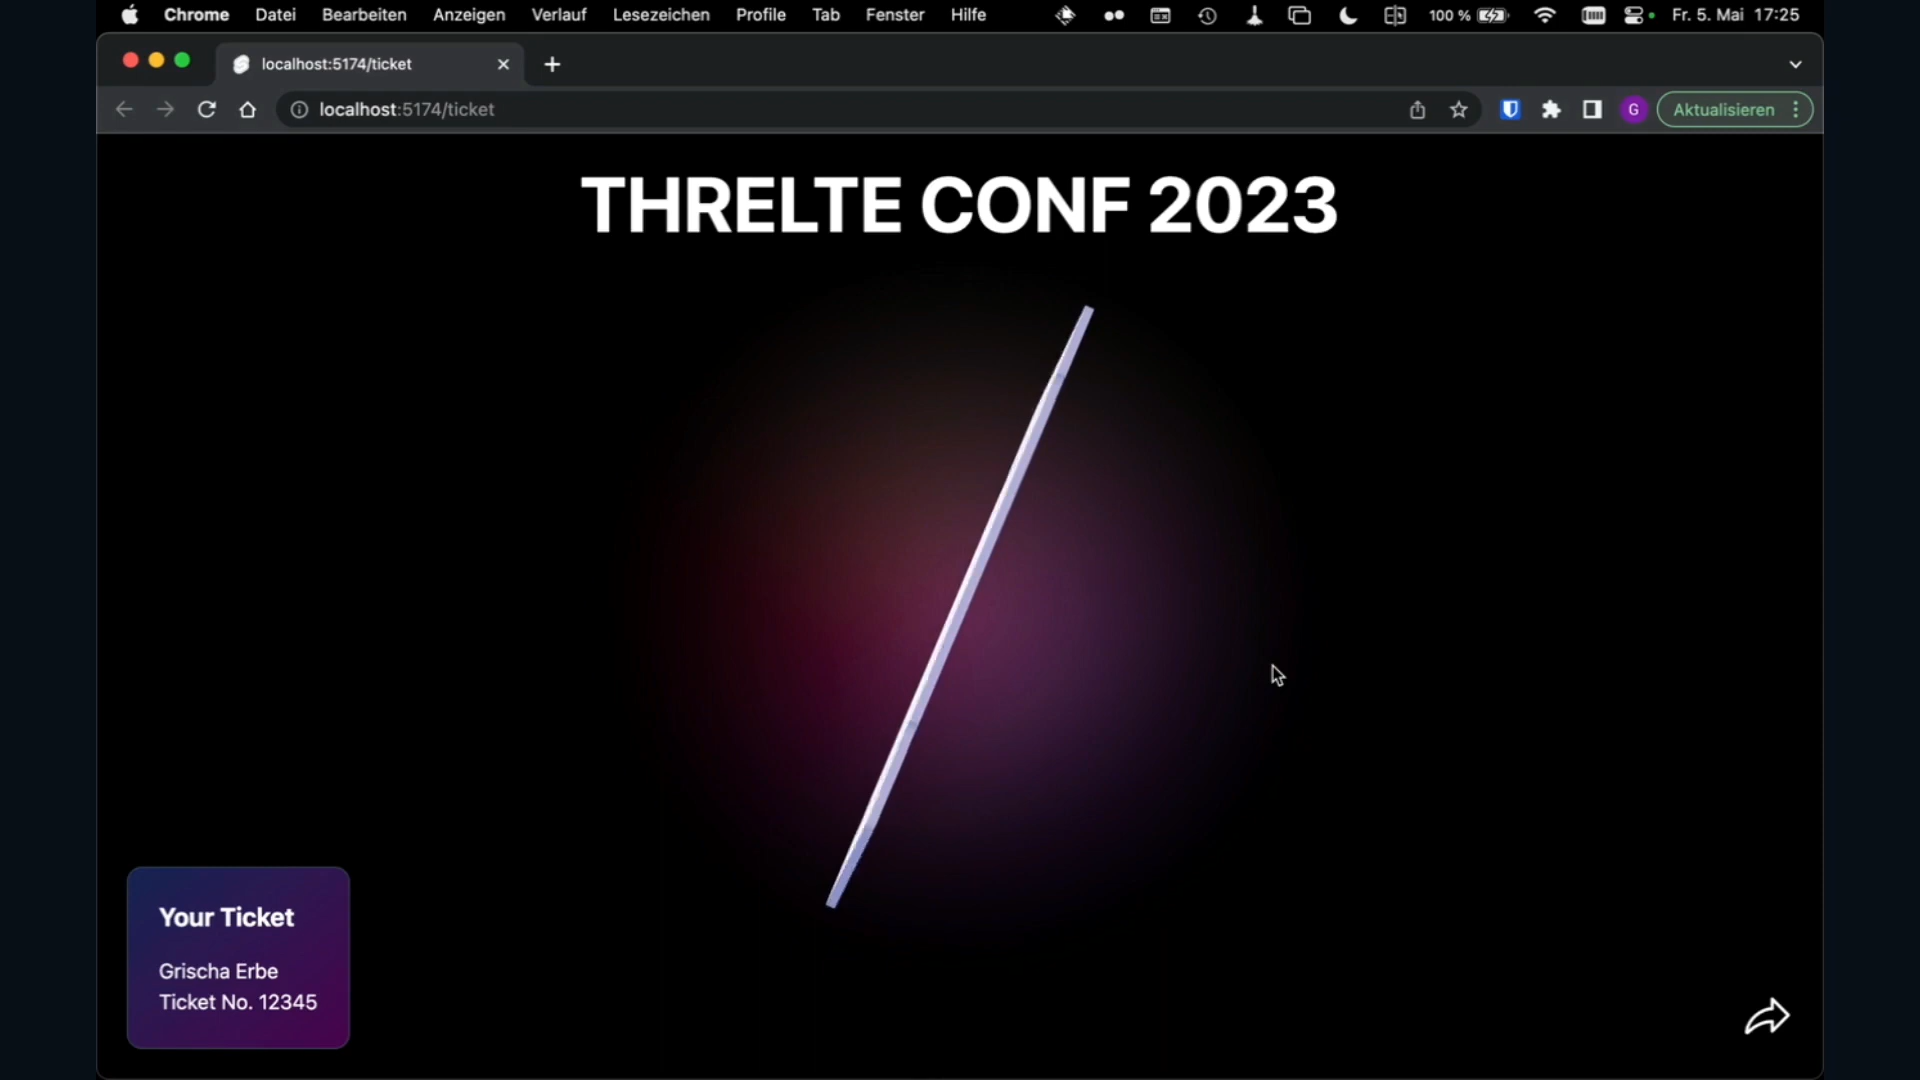 Chrome Datei Bearbeiten Anzeigen Verlauf Lesezeichen Profile Tab Fenster Hilfe 100 % Fr. 5. Mai 17:25
localhost:5174/ticket
localhost:5174/ticket G Aktualisieren
THRELTE CONF 2023
Your Ticket
Grischa Erbe
Ticket No. 12345